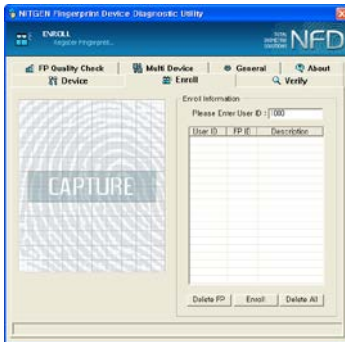 NITGEN Fingerprint Device Diagnostic Utility
ENROLL
Register Fingerprint...
NFD
FP Quality Check
Multi Device
General
About
Device
Enroll
Verify
Enroll Information
Please Enter User ID : 1000
User ID
FP ID
Description
CAPTURE
Delete FP
Enroll
Delete All